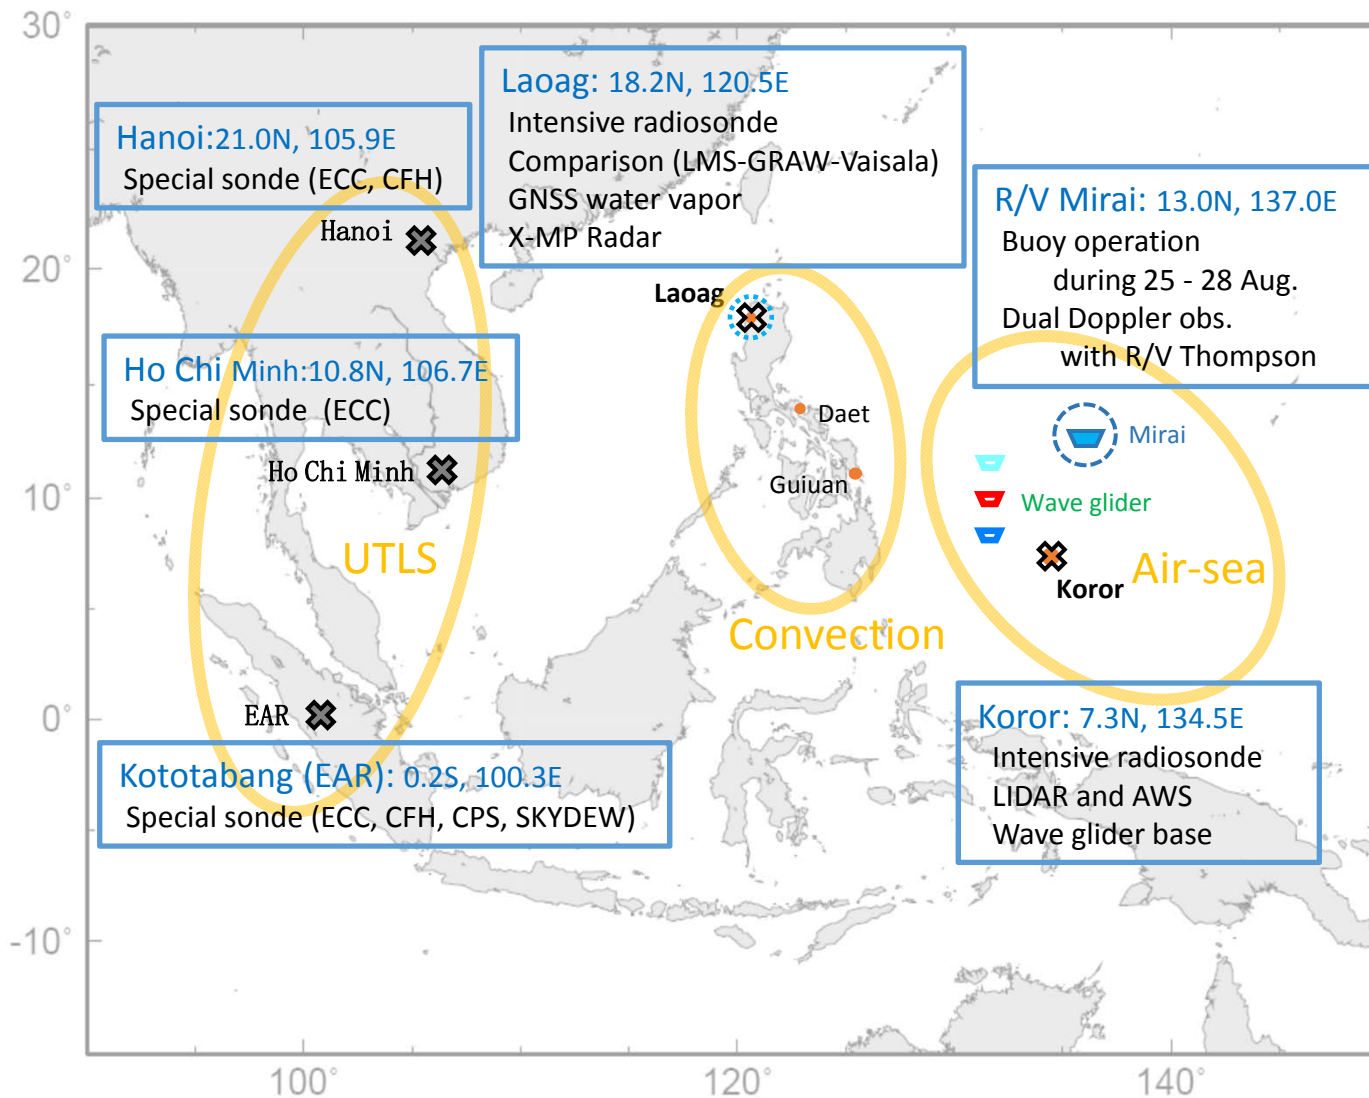 30°
20°
10°
0°
-10°
100°
120°
140°
Hanoi:21.0N, 105.9E
Special sonde (ECC, CFH)
Hanoi
Laoag: 18.2N, 120.5E
Intensive radiosonde
Comparison (LMS-GRAW-Vaisala)
GNSS water vapor
X-MP Radar
Laoag
R/V Mirai: 13.0N, 137.0E
Buoy operation
during 25 - 28 Aug.
Dual Doppler obs.
with R/V Thompson
Ho Chi Minh:10.8N, 106.7E
Special sonde (ECC)
Ho Chi Minh
UTLS
Daet
Guiuan
Convection
Mirai
Wave glider
Air-sea
Koror
EAR
Kototabang (EAR): 0.2S, 100.3E
Special sonde (ECC, CFH, CPS, SKYDEW)
Koror: 7.3N, 134.5E
Intensive radiosonde
LIDAR and AWS
Wave glider base